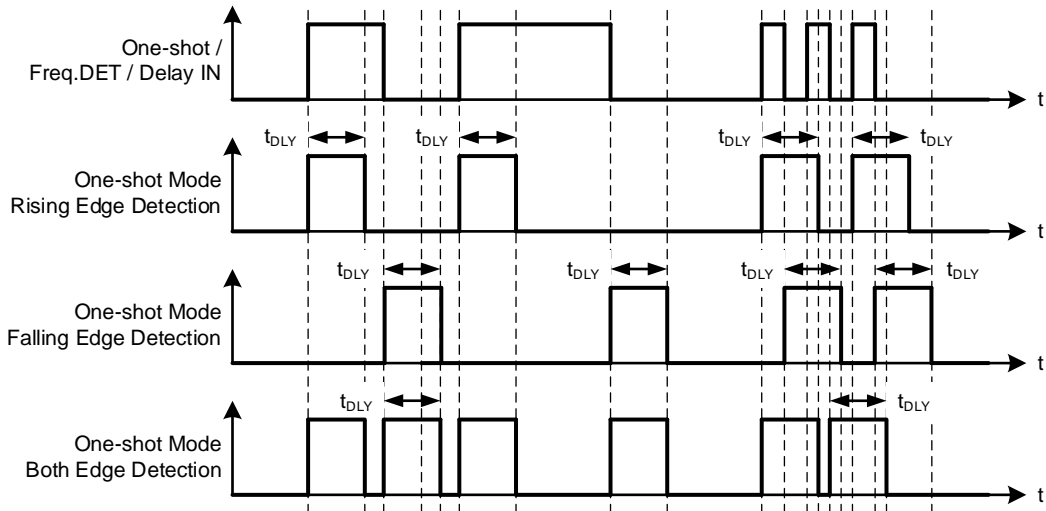 One-shot /
Freq.DET / Delay IN
t
tDLY
tDLY
tDLY
tDLY
One-shot Mode
Rising Edge Detection
t
tDLY
tDLY
tDLY
tDLY
One-shot Mode
Falling Edge Detection
t
tDLY
tDLY
One-shot Mode
Both Edge Detection
t